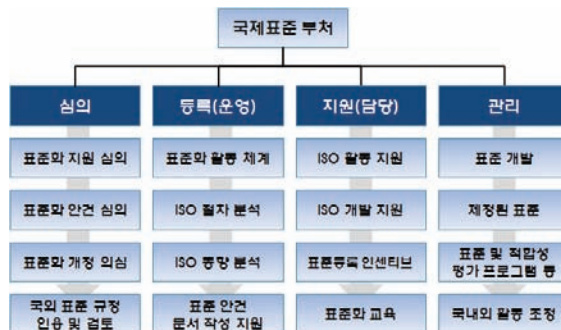 국제표준 부처
심의
등록(운영)
지원(담당)
관리
표준화 지원 심의
표준화 활동 체계
ISO 활동 지원
표준 개발
표준화 안건 심의
ISO 절차 분석
ISO 개발 지원
제정된 표준
표준화 개정 의심
ISO 동향 분석
표준등록 인센티브
표준 및 적합성
평가 프로그램 등
국외 표준 규정
인용 및 검토
표준 안건
문서 작성 지원
표준화 교육
국내외 활동 조정